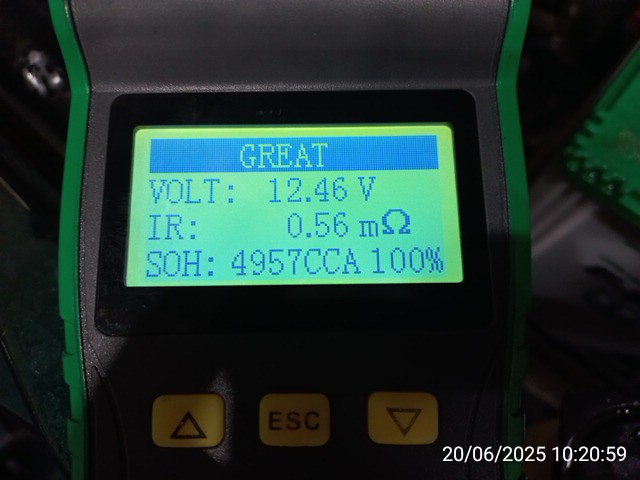 GREAT
VOLT: 12.46 V
IR: 0.56 mΩ
SOH: 4957CCA 100%
ESC
20/06/2025 10:20:59